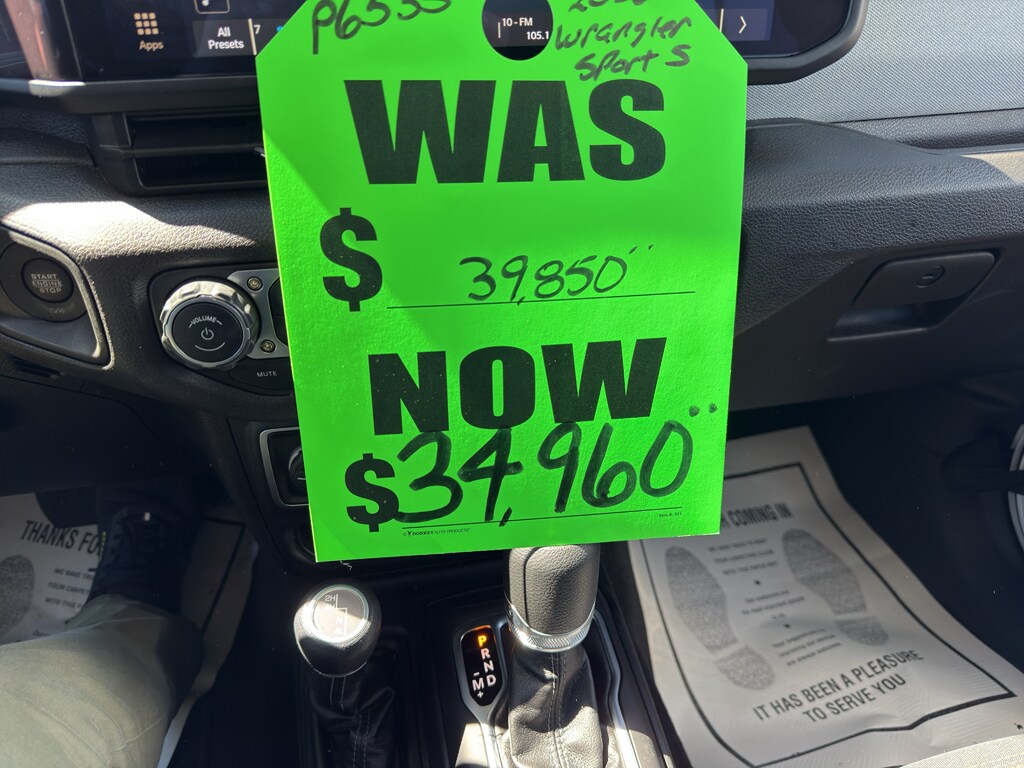 Apps
All
Presets
7
10 - FM
105.1
Wrangler
Sport S
WAS
$ 39,850
NOW
$ 34,960
START
ENGINE
STOP
VOLUME
MUTE
2H
P
R
N
D
M
+
-
THANKS FO
COMING IN
IT HAS BEEN A PLEASURE
TO SERVE YOU